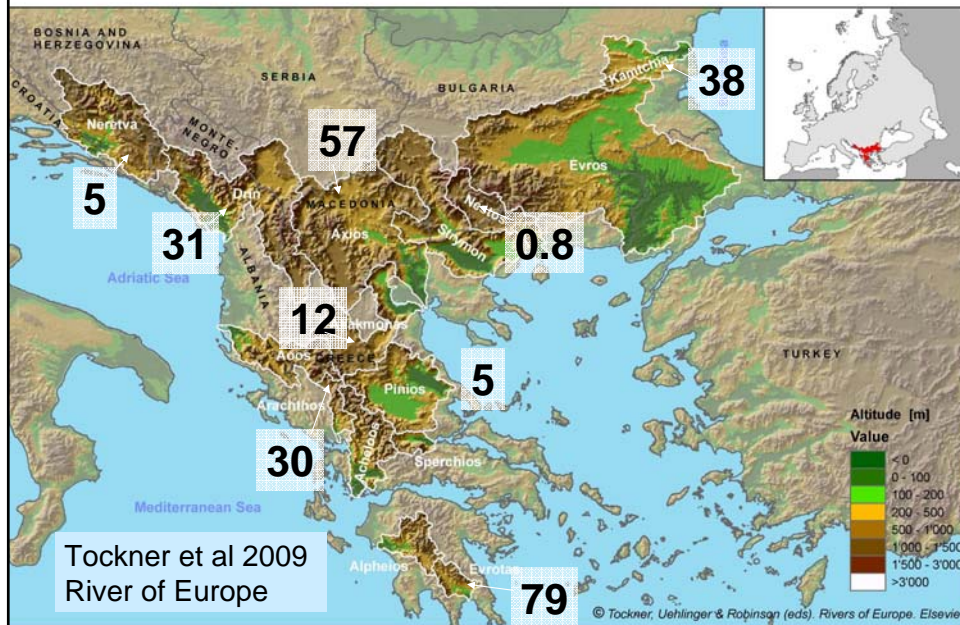 BOSNIA AND
HERZEGOVINA
CROATIA
SERBIA
MONTE-
NEGRO
BULGARIA
Kamtchia
38
Neretva
57
Evros
5
Drin
MACEDONIA
Nestos
31
Axios
Strymon
0.8
ALBANIA
Adriatic Sea
12
akmonas
Aoos
GREECE
TURKEY
5
Pinios
Arachthos
30
Acheloos
Sperchios
Mediterranean Sea
Altitude [m]
Value
< 0
0 - 100
100 - 200
200 - 500
500 - 1'000
1'000 - 1'500
1'500 - 3'000
>3'000
Tockner et al 2009
River of Europe
Alpheios
Evrotas
79
© Tockner, Uehlinger & Robinson (eds). Rivers of Europe. Elsevie